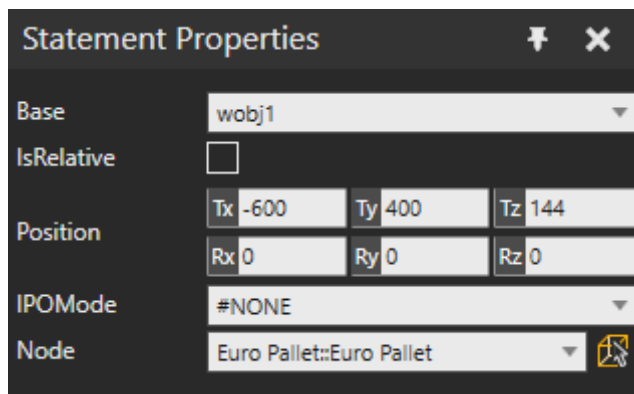 Statement Properties
Base wobj1
IsRelative
Position
Tx -600 Ty 400 Tz 144
Rx 0 Ry 0 Rz 0
IPOMode #NONE
Node Euro Pallet::Euro Pallet